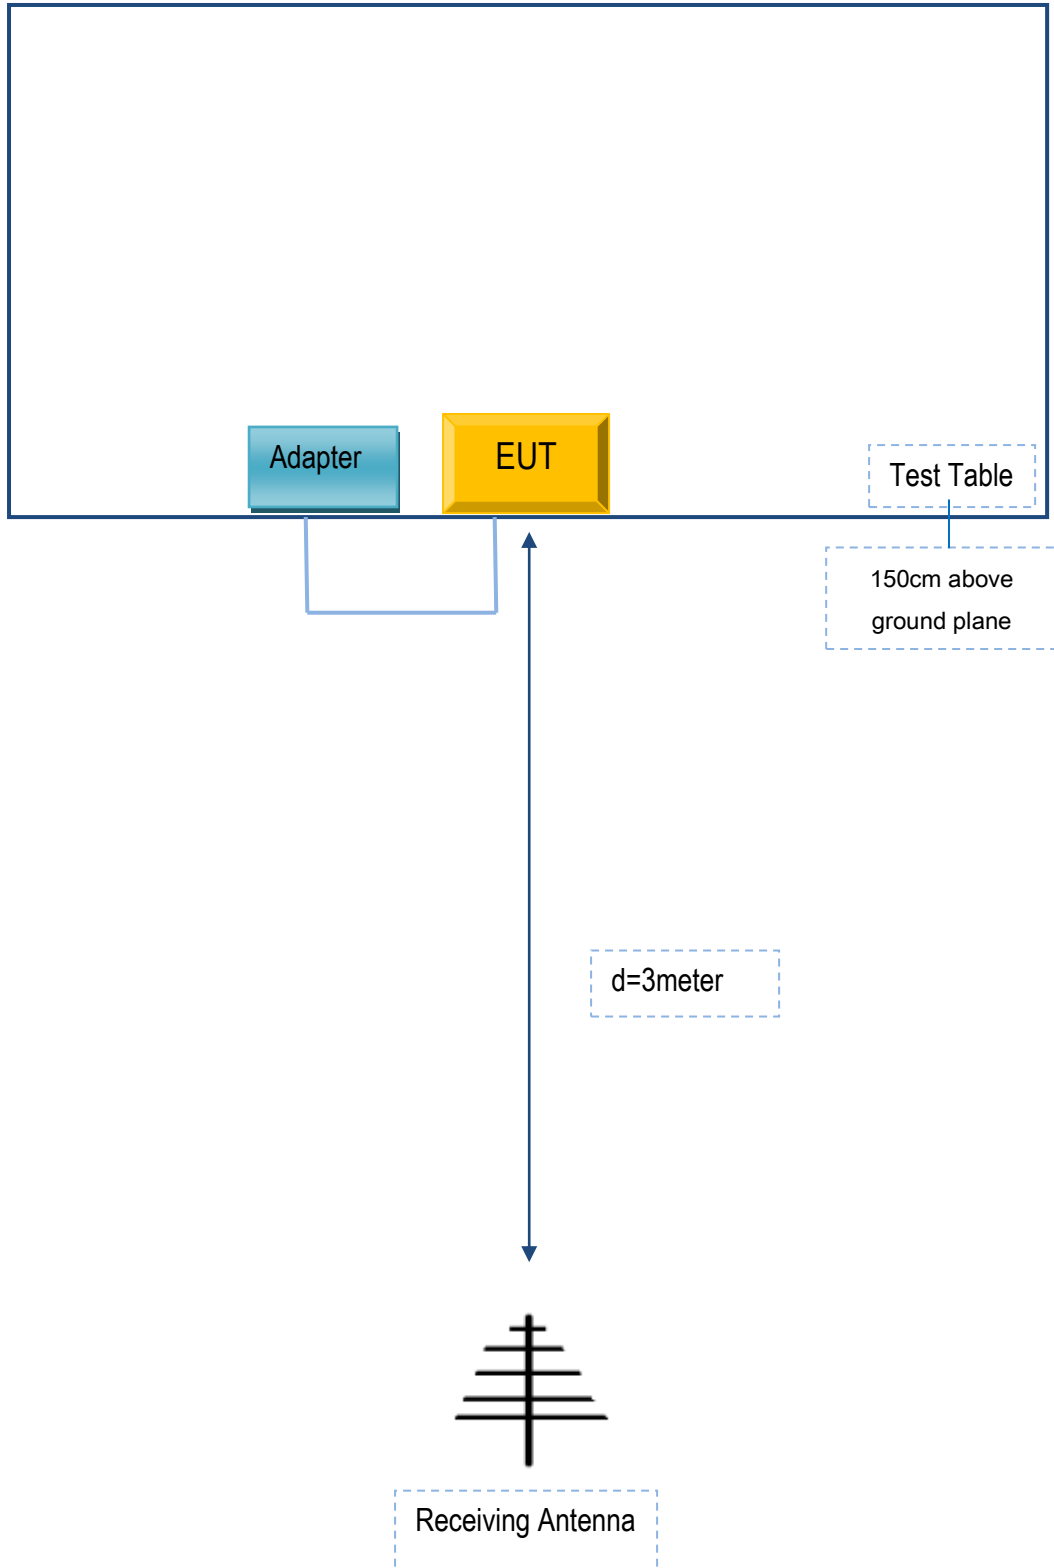 Adapter
EUT
Test Table
150cm above
ground plane
d=3meter
Receiving Antenna